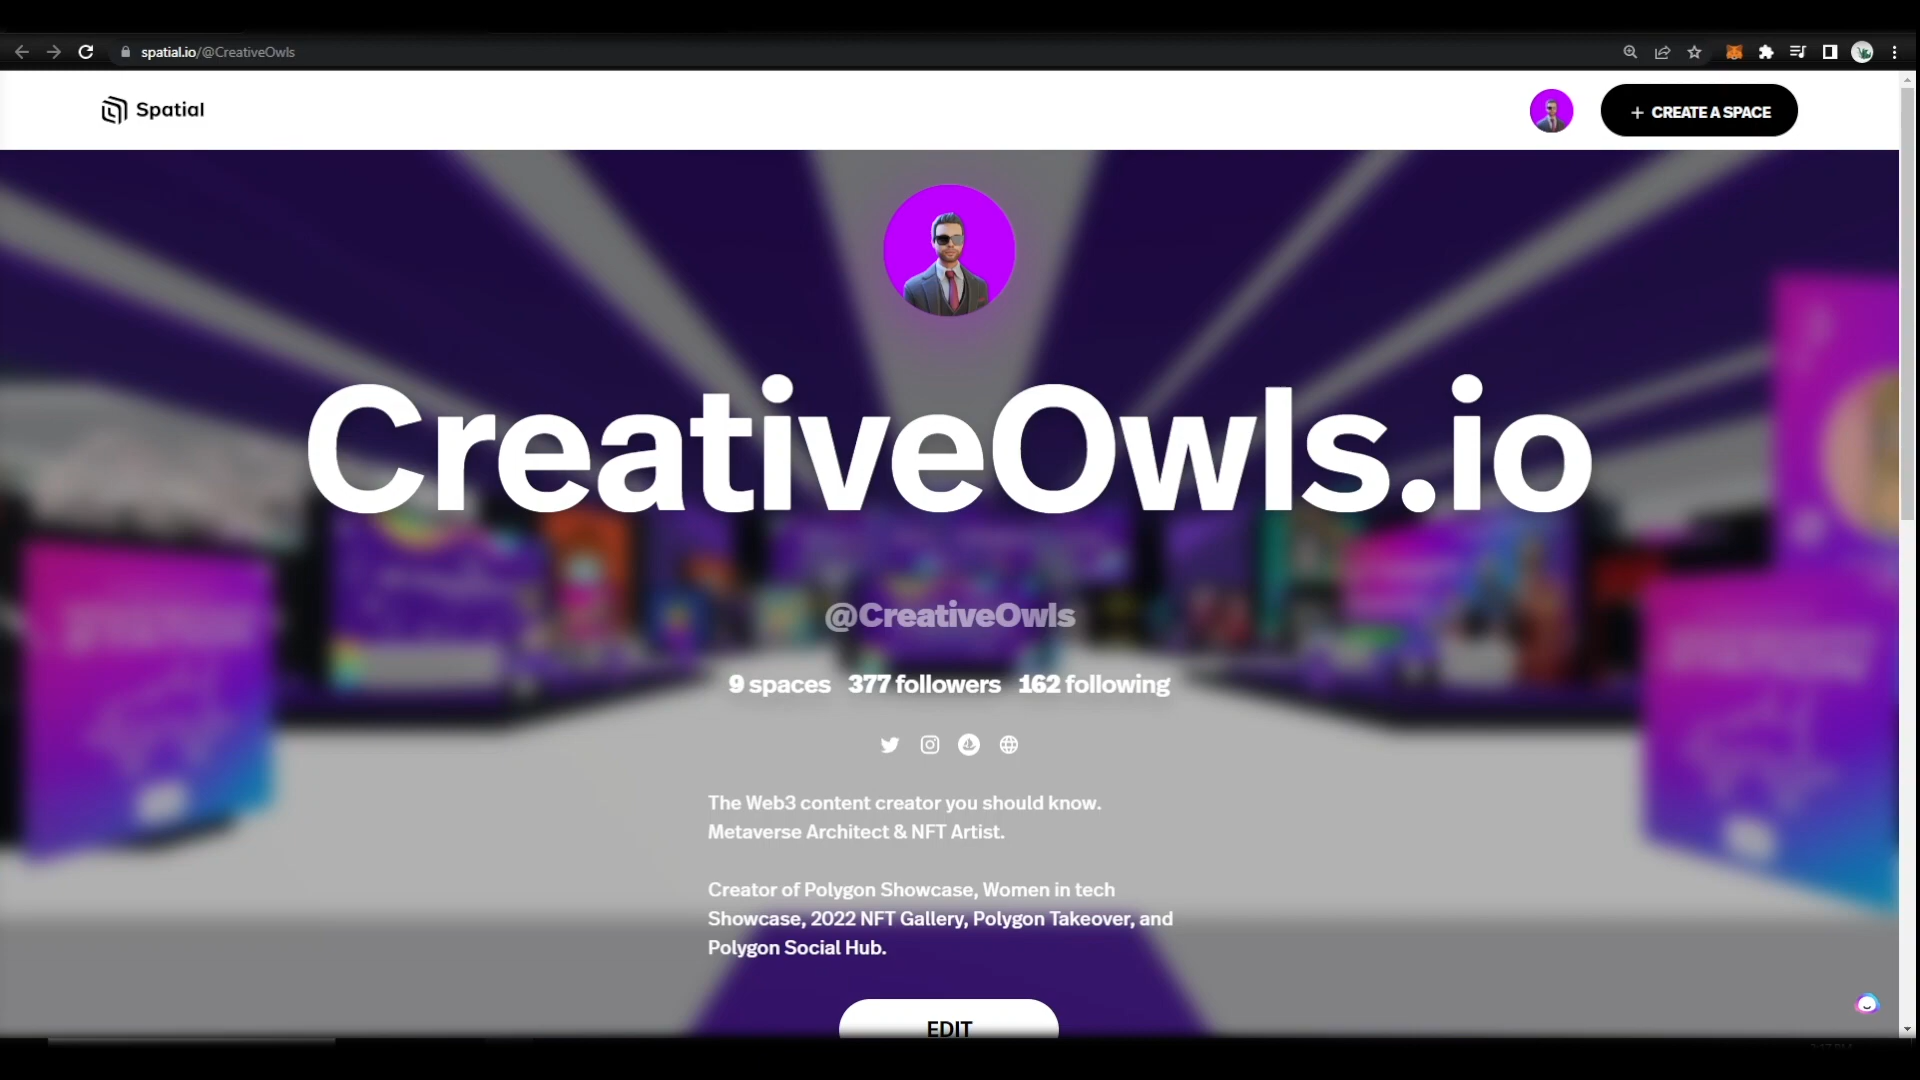 spatial.io/@CreativeOwls
Spatial
+ CREATE A SPACE
CreativeOwls.io
@CreativeOwls
9 spaces 377 followers 162 following
The Web3 content creator you should know.
Metaverse Architect & NFT Artist.
Creator of Polygon Showcase, Women in tech
Showcase, 2022 NFT Gallery, Polygon Takeover, and
Polygon Social Hub.
EDIT